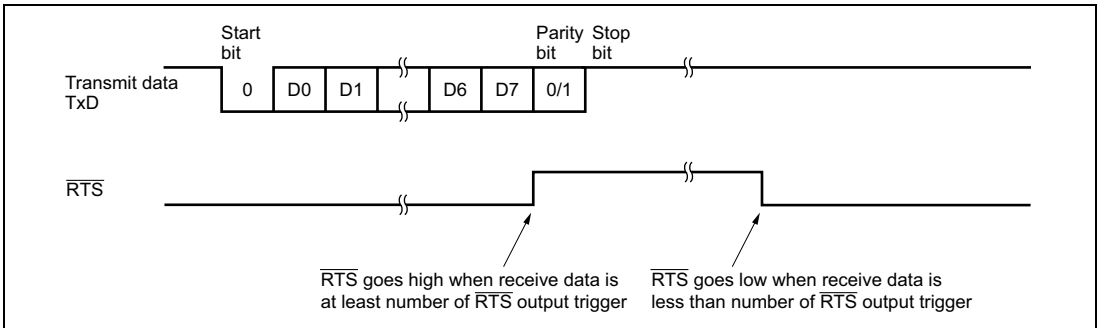 Start bit
Parity bit
Stop bit
Transmit data TxD
0 D0 D1 D6 D7 0/1
RTS
RTS goes high when receive data is
at least number of RTS output trigger
RTS goes low when receive data is
less than number of RTS output trigger